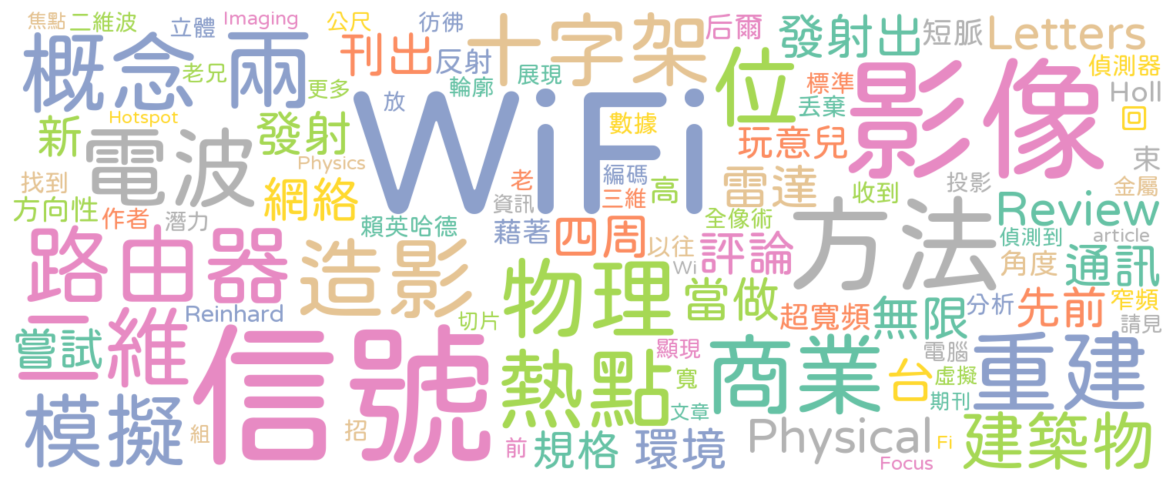 焦點 二維波 立體 Imaging 公尺 彷彿 后爾 發射出 短脈 Letters
概念 兩 老兄 更多 刊出 反射 十字架 位 標準 影像 偵測器
Hotspot 放 輪廓 展現 丟棄 Holl
新 電波 發射 WiFi 數據 玩意兒 回
Physics 束
找到 網絡 老 編碼 三維 高 雷達 收到 投影 金屬
方向性 作者 潛力 資訊 全像術 方法 Review
賴英哈德 藉著 四周 以往 偵測到 article
路由器 造影 Wi 評論 角度 通訊
物理 當做 超寬頻 無限 分析 先前 窄頻
Reinhard 切片 請見
嘗試 二維 信號 顯現 商業 電腦 重建
熱點 寬 台 虛擬
模擬 文章 期刊
組 招 前 規格 環境 Physical Fi 建築物
Focus